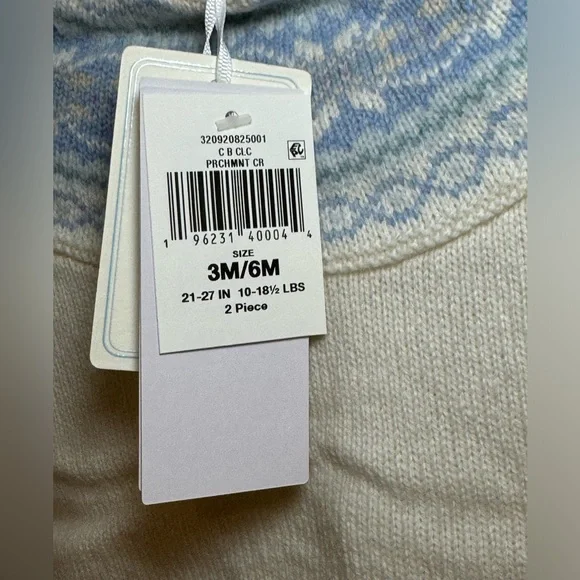 320920825001
C B CLC
PRCHMNT CR
1 96231 40004 4
SIZE
3M/6M
21-27 IN 10-18½ LBS
2 Piece